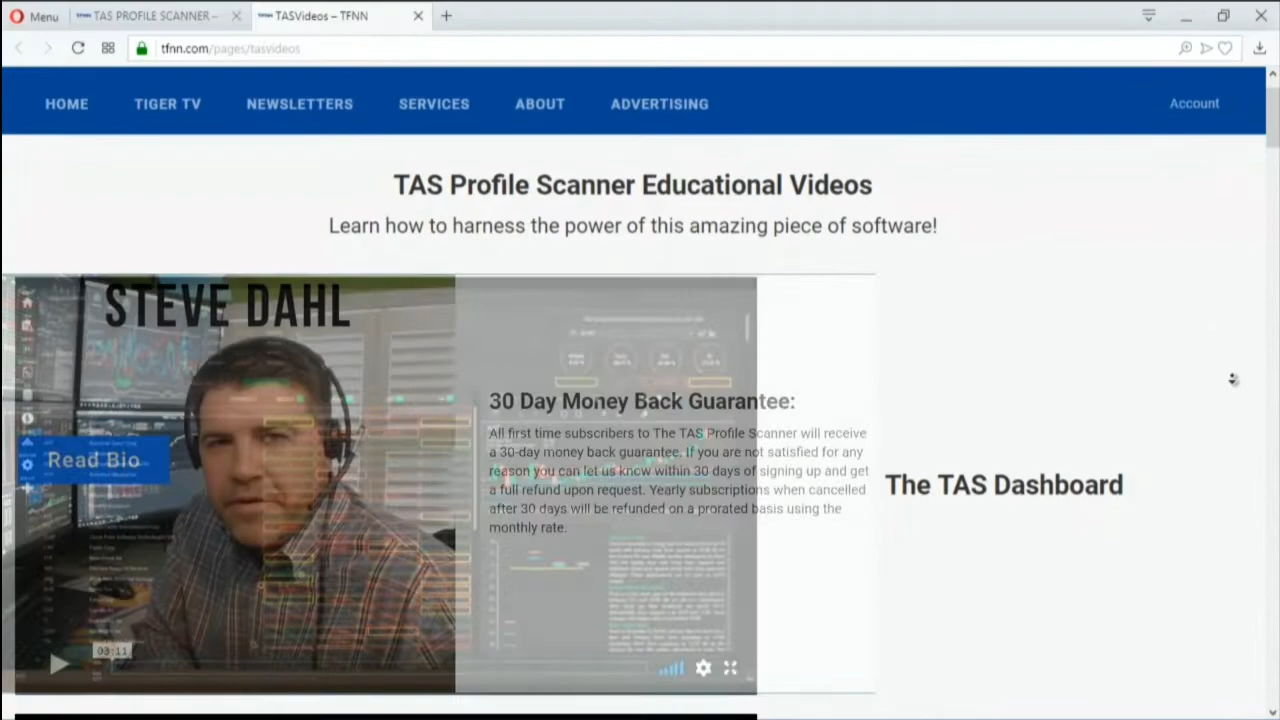 Menu
TAS PROFILE SCANNER –
TASVideos – TFNN
tfnn.com/pages/tasvideos
HOME TIGER TV NEWSLETTERS SERVICES ABOUT ADVERTISING
Account
TAS Profile Scanner Educational Videos
Learn how to harness the power of this amazing piece of software!
STEVE DAHL
Read Bio
30 Day Money Back Guarantee:
All first time subscribers to The TAS Profile Scanner will receive
a 30-day money back guarantee. If you are not satisfied for any
reason you can let us know within 30 days of signing up and get
a full refund upon request. Yearly subscriptions when cancelled
after 30 days will be refunded on a prorated basis using the
monthly rate.
The TAS Dashboard
00:11